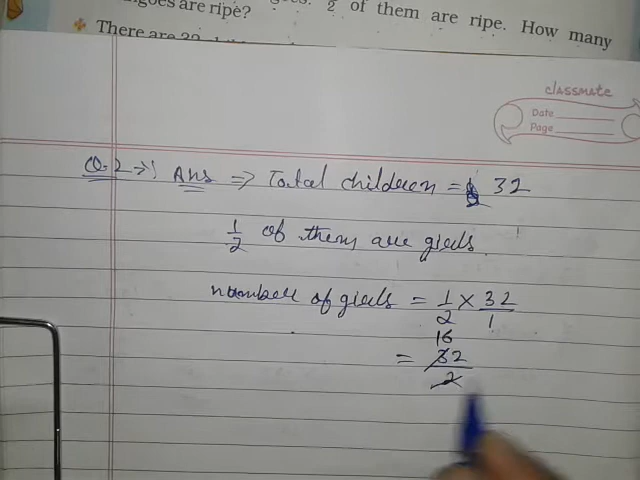 are ripe? 2 of them are ripe. How many
There are 32
classmate
Date
Page
Q.2 → Ans ⇒ Total children = 32
1/2 of them are girls.
number of girls = 1/2 × 32/1
16
= 32/2